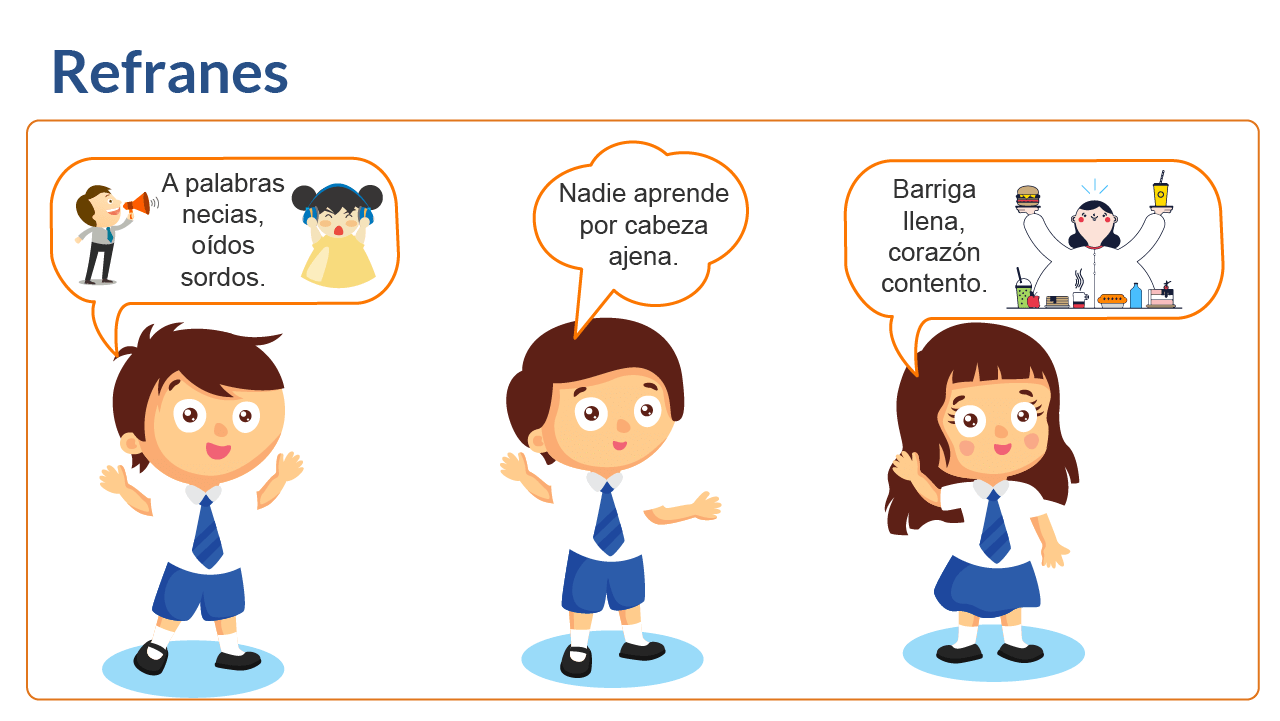 Refranes
A palabras
necias,
oídos
sordos.
Nadie aprende
por cabeza
ajena.
Barriga
llena,
corazón
contento.